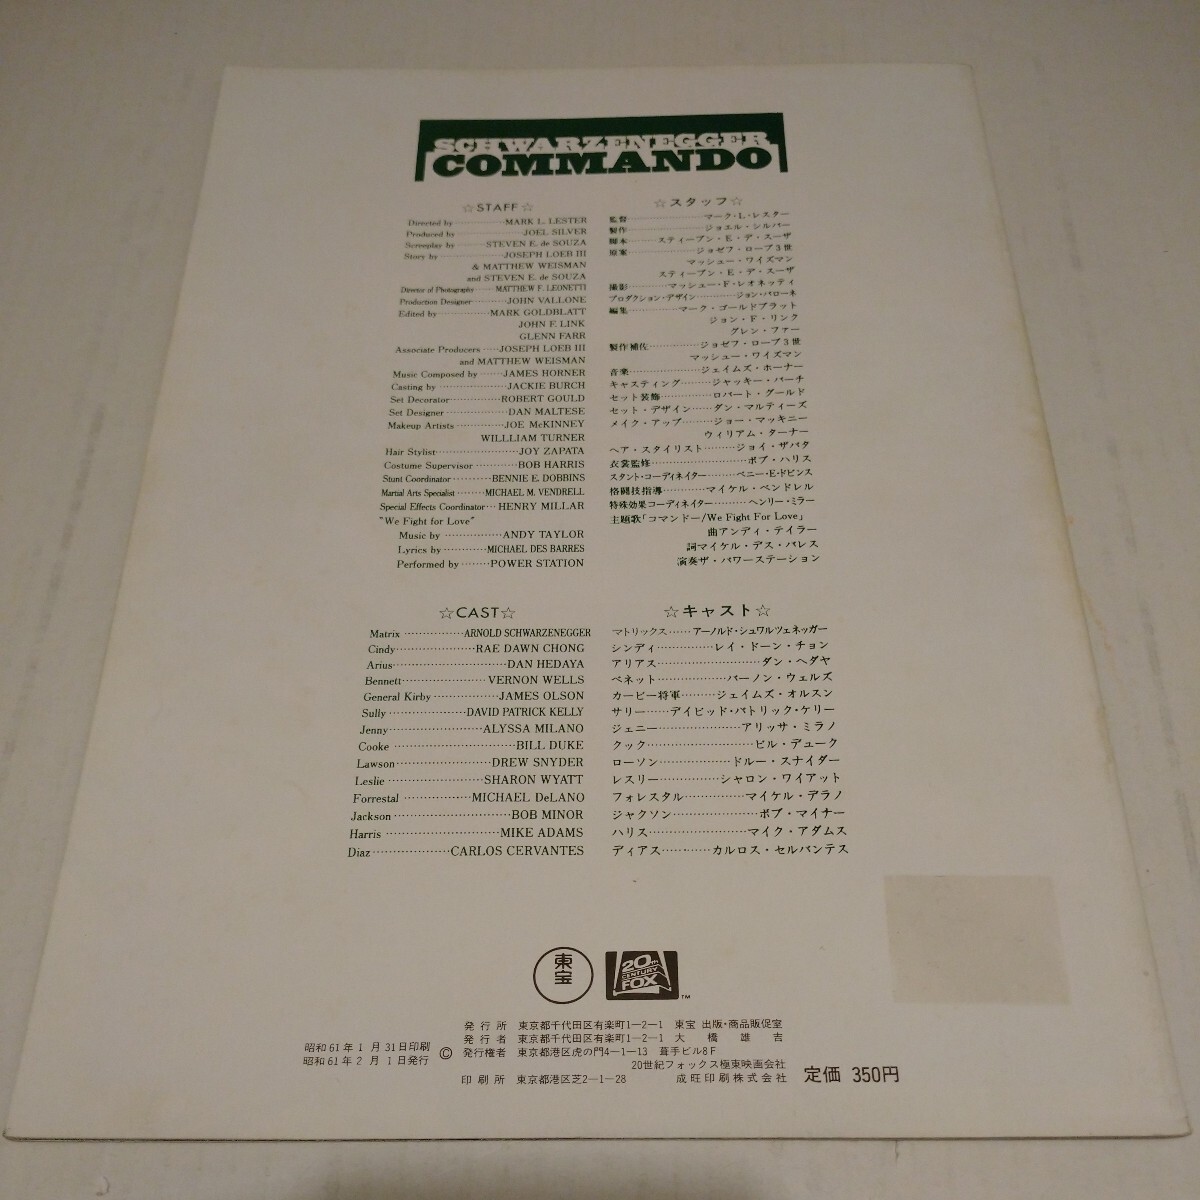 SCHWARZENEGGER
COMMANDO
☆STAFF☆
Directed by············MARK L. LESTER
Produced by············JOEL SILVER
Screeplay by·······STEVEN E. de SOUZA
Story by············JOSEPH LOEB III
& MATTHEW WEISMAN
and STEVEN E. de SOUZA
Director of Photography······MATTHEW F. LEONETTI
Production Designer········JOHN VALLONE
Edited by············MARK GOLDBLATT
JOHN F. LINK
GLENN FARR
Associate Producers·····JOSEPH LOEB III
and MATTHEW WEISMAN
Music Composed by······JAMES HORNER
Casting by ················JACKIE BURCH
Set Decorator············ROBERT GOULD
Set Designer ··············DAN MALTESE
Makeup Artists ··········JOE McKINNEY
WILLLIAM TURNER
Hair Stylist··················JOY ZAPATA
Costume Supervisor ··········BOB HARRIS
Stunt Coordinator··········BENNIE E. DOBBINS
Martial Arts Specialist········MICHAEL M. VENDRELL
Special Effects Coordinator···HENRY MILLAR
"We Fight for Love"
Music by ···············ANDY TAYLOR
Lyrics by ···········MICHAEL DES BARRES
Performed by ········POWER STATION
☆スタッフ☆
監督··················マーク・L・レスター
製作··················ジョエル・シルバー
脚本·········スティーブン・E・デ・スーザ
原案···············ジョゼフ・ローブ3世
マッシュー・ワイズマン
スティーブン・E・デ・スーザ
撮影············マッシュー・F・レオネッティ
プロダクション・デザイン············ジョン・バローネ
編集···············マーク・ゴールドブラット
ジョン・F・リンク
グレン・ファー
製作補佐············ジョゼフ・ローブ3世
マッシュー・ワイズマン
音楽··················ジェイムズ・ホーナー
キャスティング·········ジャッキー・バーチ
セット装飾···············ロバート・グールド
セット・デザイン······ダン・マルティーズ
メイク・アップ·········ジョー・マッキニー
ウィリアム・ターナー
ヘア・スタイリスト·········ジョイ・ザパタ
衣裳監修··················ボブ・ハリス
スタント・コーディネイター·········ベニー・E・ドビンス
格闘技指導············マイケル・ベンドレル
特殊効果コーディネイター·········ヘンリー・ミラー
主題歌「コマンドー/We Fight For Love」
曲アンディ・テイラー
詞マイケル・デス・バレス
演奏ザ・パワーステーション
☆CAST☆
Matrix ···············ARNOLD SCHWARZENEGGER
Cindy··················RAE DAWN CHONG
Arius························DAN HEDAYA
Bennett··················VERNON WELLS
General Kirby···············JAMES OLSON
Sully ···············DAVID PATRICK KELLY
Jenny··················ALYSSA MILANO
Cooke ························BILL DUKE
Lawson··················DREW SNYDER
Leslie ··················SHARON WYATT
Forrestal ···············MICHAEL DeLANO
Jackson ························BOB MINOR
Harris ·····················MIKE ADAMS
Diaz ···············CARLOS CERVANTES
☆キャスト☆
マトリックス······アーノルド・シュワルツェネッガー
シンディ············レイ・ドーン・チョン
アリアス·····················ダン・ヘダヤ
ベネット··················バーノン・ウェルズ
カービー将軍·········ジェイムズ・オルスン
サリー······デイビッド・パトリック・ケリー
ジェニー··················アリッサ・ミラノ
クック·····················ビル・デューク
ローソン···············ドルー・スナイダー
レスリー············シャロン・ワイアット
フォレスタル············マイケル・デラノ
ジャクソン···············ボブ・マイナー
ハリス··················マイク・アダムス
ディアス············カルロス・セルバンテス
東宝
20th
CENTURY
FOX
™
昭和61年1月31日印刷
昭和61年2月1日発行
©
発行所 東京都千代田区有楽町1-2-1 東宝 出版・商品販促室
発行者 東京都千代田区有楽町1-2-1 大橋雄吉
発行権者 東京都港区虎の門4-1-13 葺手ビル8F
20世紀フォックス極東映画会社
印刷所 東京都港区芝2-1-28 成旺印刷株式会社
定価 350円